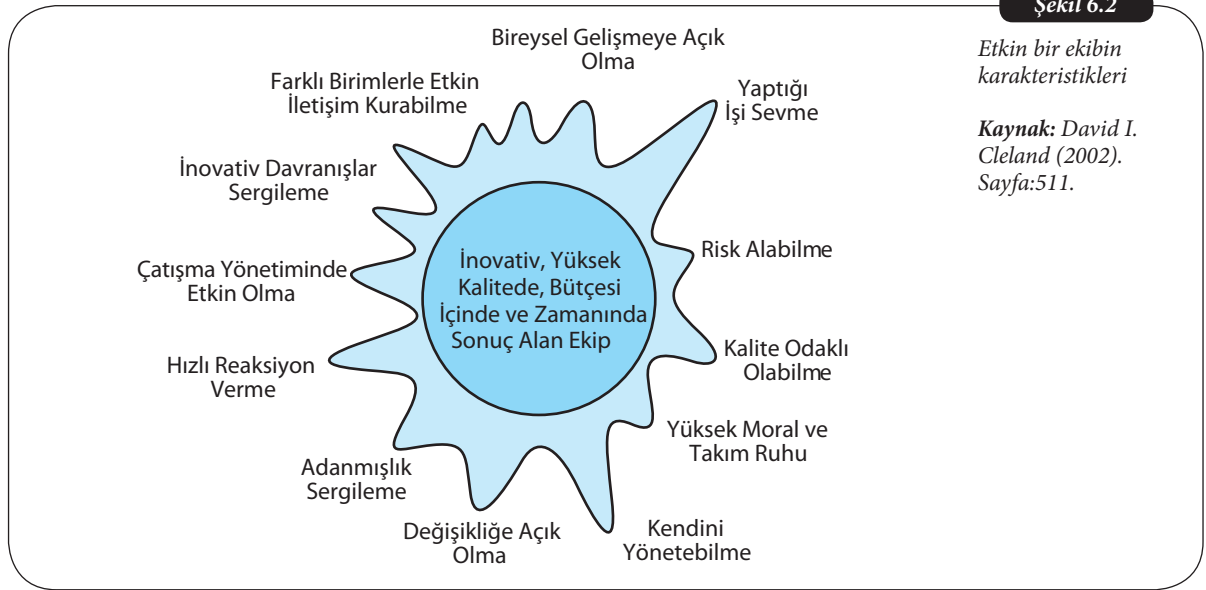 Şekil 6.2
Etkin bir ekibin
karakteristikleri
Kaynak: David I.
Cleland (2002).
Sayfa:511.
Bireysel Gelişmeye Açık
Olma
Yaptığı
İşi Sevme
Risk Alabilme
Kalite Odaklı
Olabilme
Yüksek Moral ve
Takım Ruhu
Kendini
Yönetebilme
Değişikliğe Açık
Olma
Adanmışlık
Sergileme
Hızlı Reaksiyon
Verme
Çatışma Yönetiminde
Etkin Olma
İnovativ Davranışlar
Sergileme
Farklı Birimlerle Etkin
İletişim Kurabilme
İnovativ, Yüksek
Kalitede, Bütçesi
İçinde ve Zamanında
Sonuç Alan Ekip